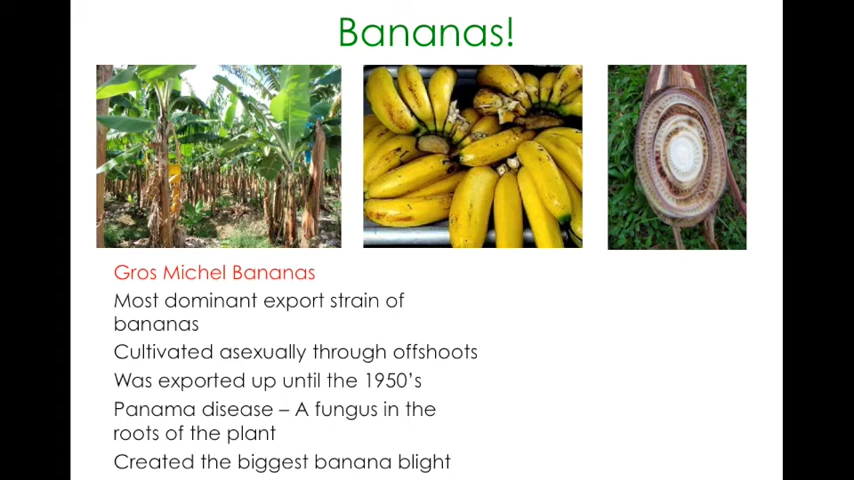 Bananas!
Gros Michel Bananas
Most dominant export strain of
bananas
Cultivated asexually through offshoots
Was exported up until the 1950’s
Panama disease – A fungus in the
roots of the plant
Created the biggest banana blight